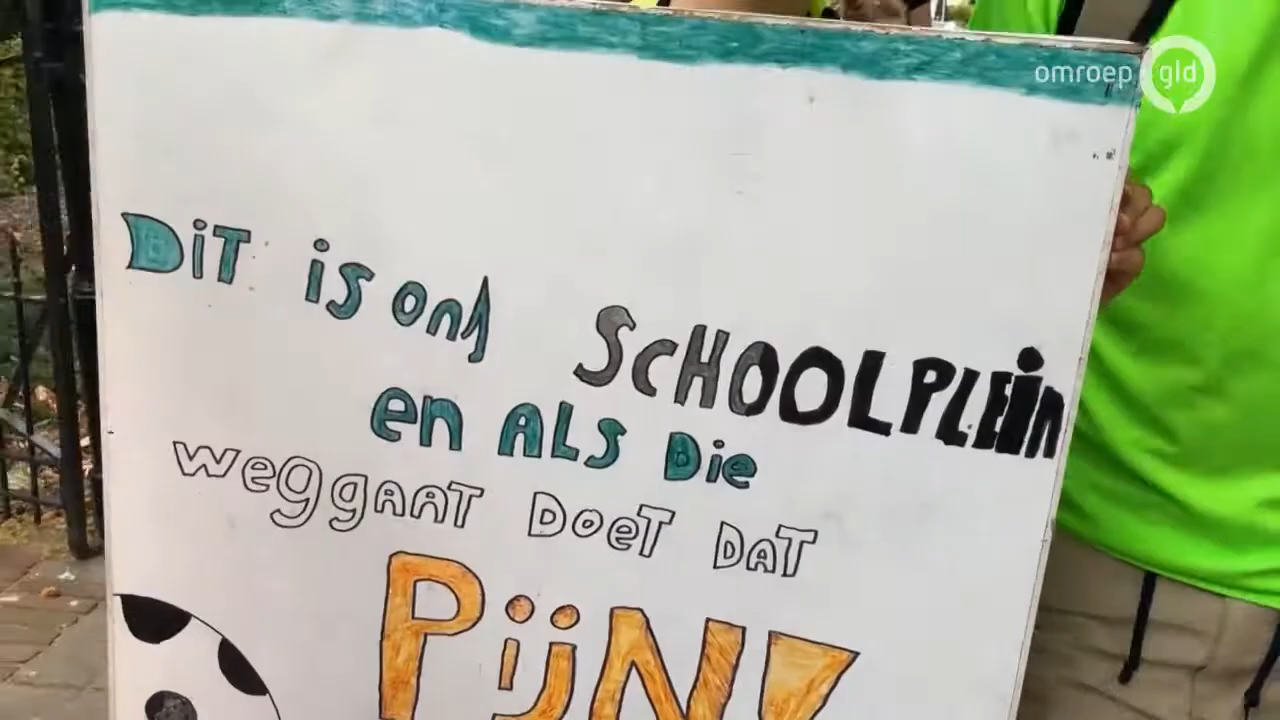 omroep gld
DiT is ons SCHOOLPLEin
en ALS Die
weggAAT DoeT DAT
PijN!